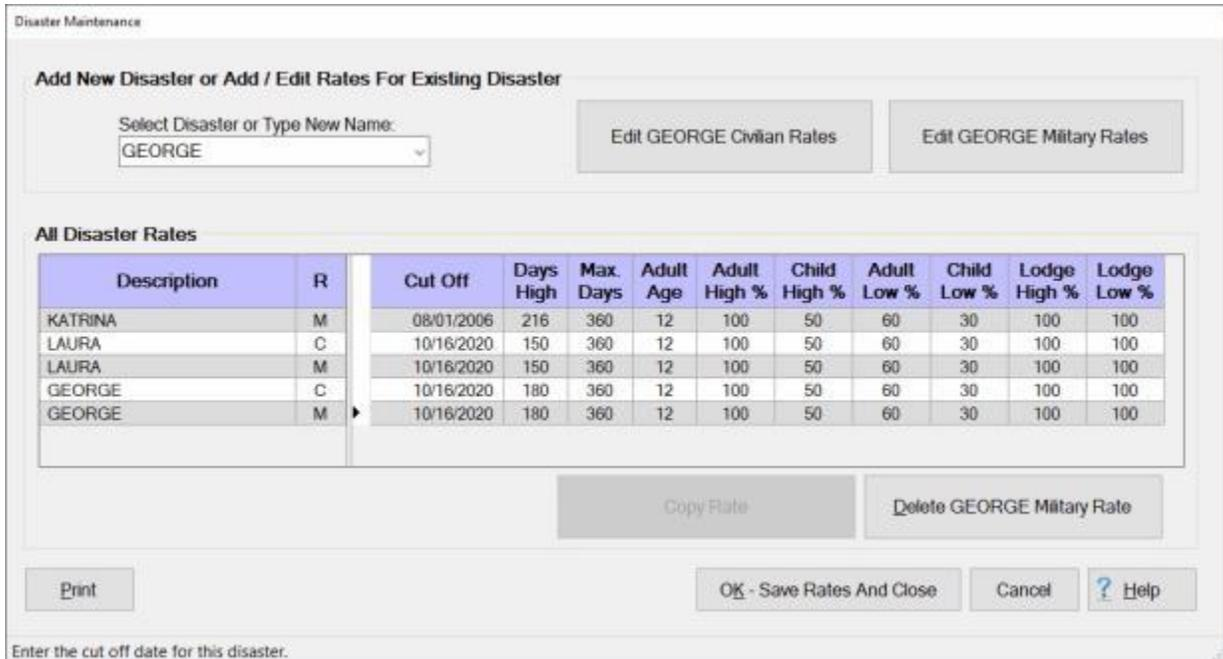 Disaster Maintenance
Add New Disaster or Add / Edit Rates For Existing Disaster
Select Disaster or Type New Name:
GEORGE
Edit GEORGE Civilian Rates
Edit GEORGE Military Rates
All Disaster Rates
Description R Cut Off Days High Max. Days Adult Age Adult High % Child High % Adult Low % Child Low % Lodge High % Lodge Low %
KATRINA M 08/01/2006 216 360 12 100 50 60 30 100 100
LAURA C 10/16/2020 150 360 12 100 50 60 30 100 100
LAURA M 10/16/2020 150 360 12 100 50 60 30 100 100
GEORGE C 10/16/2020 180 360 12 100 50 60 30 100 100
GEORGE M 10/16/2020 180 360 12 100 50 60 30 100 100
Copy Rate
Delete GEORGE Military Rate
Print
OK - Save Rates And Close
Cancel
? Help
Enter the cut off date for this disaster.